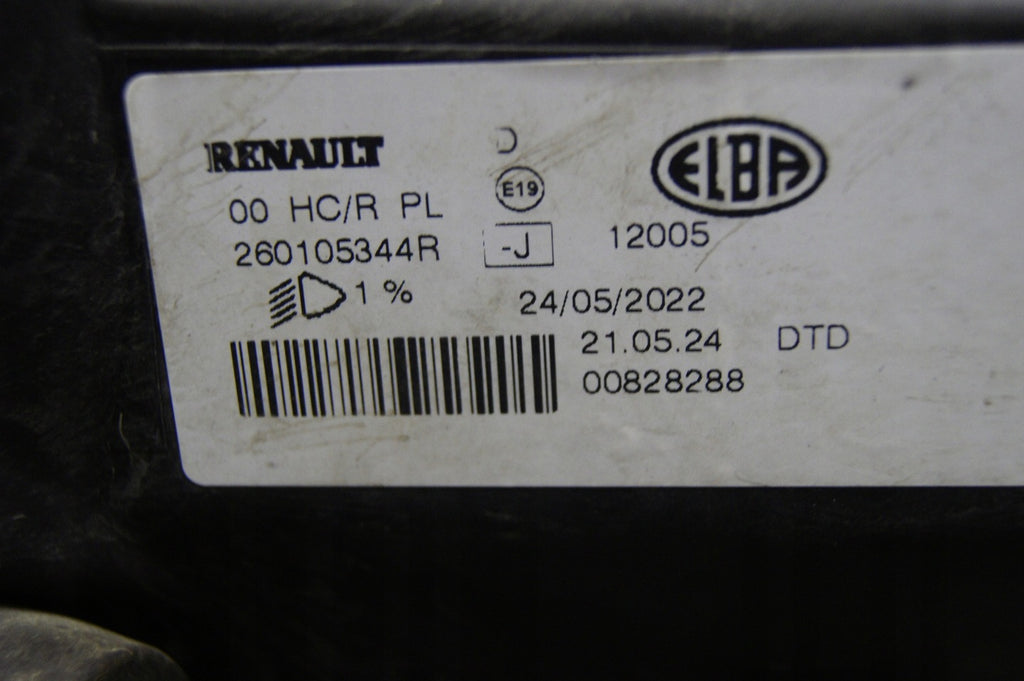 RENAULT
D
ELBA
E19
00 HC/R PL
12005
260105344R
-J
1 %
24/05/2022
21.05.24 DTD
00828288